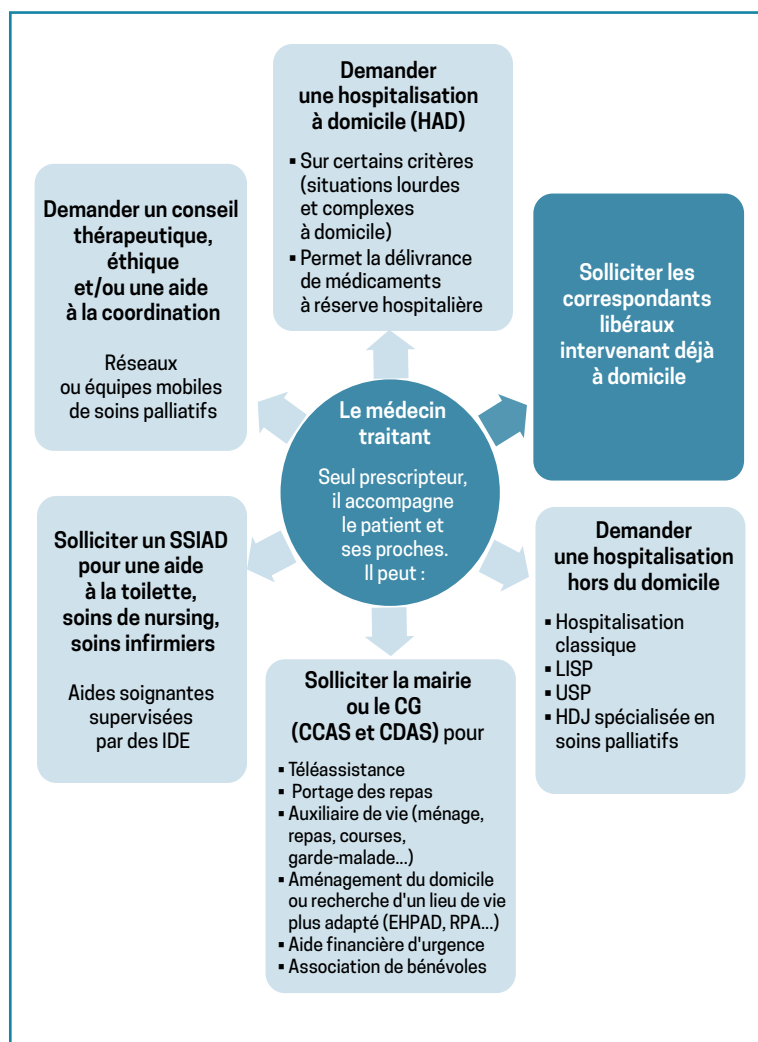 Demander
une hospitalisation
à domicile (HAD)
▪ Sur certains critères
(situations lourdes
et complexes
à domicile)
▪ Permet la délivrance
de médicaments
à réserve hospitalière
Demander un conseil
thérapeutique,
éthique
et/ou une aide
à la coordination
Réseaux
ou équipes mobiles
de soins palliatifs
Solliciter les
correspondants
libéraux
intervenant déjà
à domicile
Le médecin
traitant
Seul prescripteur,
il accompagne
le patient et
ses proches.
Il peut :
Solliciter un SSIAD
pour une aide
à la toilette,
soins de nursing,
soins infirmiers
Aides soignantes
supervisées
par des IDE
Demander
une hospitalisation
hors du domicile
▪ Hospitalisation
classique
▪ LISP
▪ USP
▪ HDJ spécialisée en
soins palliatifs
Solliciter la mairie
ou le CG
(CCAS et CDAS) pour
▪ Téléassistance
▪ Portage des repas
▪ Auxiliaire de vie (ménage,
repas, courses,
garde-malade...)
▪ Aménagement du domicile
ou recherche d'un lieu de vie
plus adapté (EHPAD, RPA...)
▪ Aide financière d'urgence
▪ Association de bénévoles